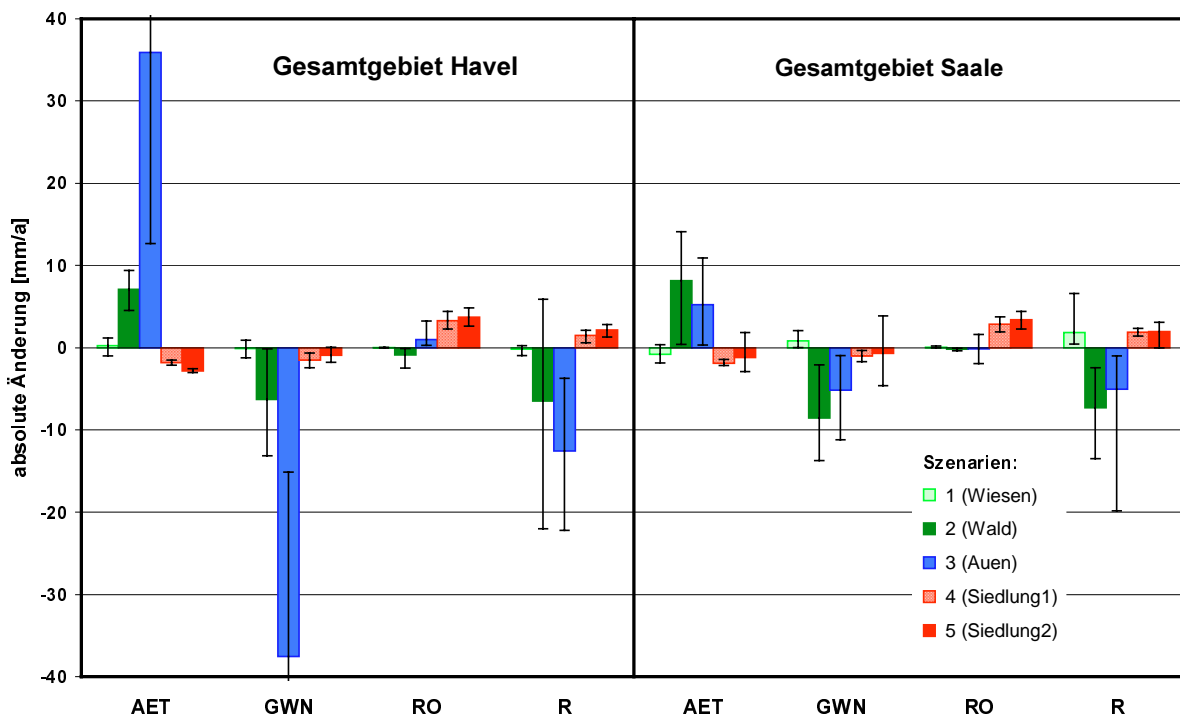 40
30
20
10
0
-10
-20
-30
-40
absolute Änderung [mm/a]
Gesamtgebiet Havel
Gesamtgebiet Saale
Szenarien:
1 (Wiesen)
2 (Wald)
3 (Auen)
4 (Siedlung1)
5 (Siedlung2)
AET GWN RO R AET GWN RO R